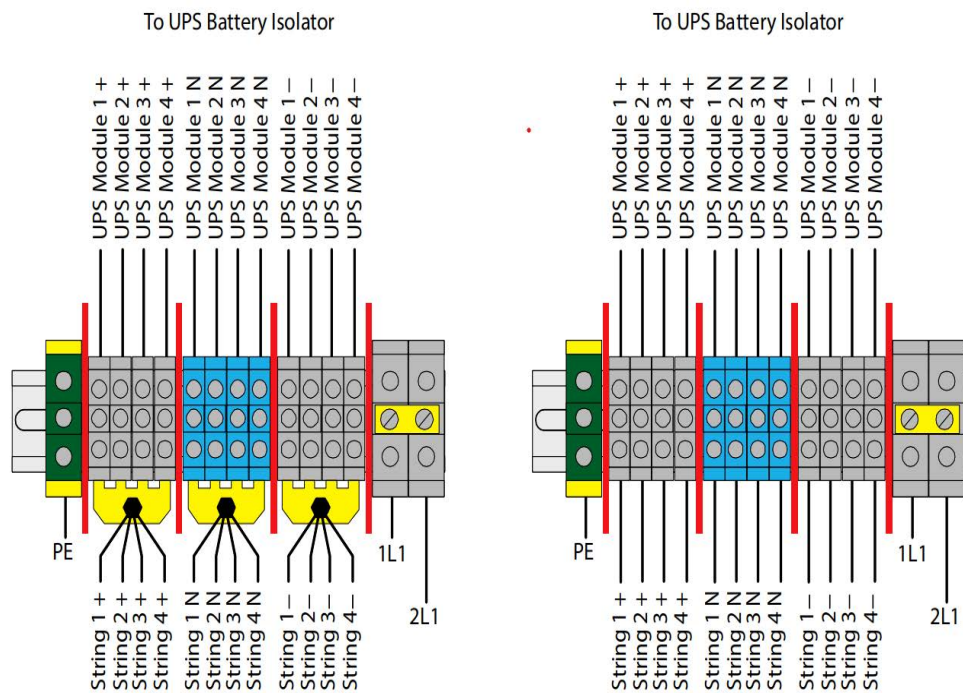 To UPS Battery Isolator
UPS Module 1 +
UPS Module 2 +
UPS Module 3 +
UPS Module 4 +
UPS Module 1 N
UPS Module 2 N
UPS Module 3 N
UPS Module 4 N
UPS Module 1 –
UPS Module 2 –
UPS Module 3 –
UPS Module 4 –
PE
1L1
2L1
String 1 +
String 2 +
String 3 +
String 4 +
String 1 N
String 2 N
String 3 N
String 4 N
String 1 –
String 2 –
String 3 –
String 4 –
To UPS Battery Isolator
UPS Module 1 +
UPS Module 2 +
UPS Module 3 +
UPS Module 4 +
UPS Module 1 N
UPS Module 2 N
UPS Module 3 N
UPS Module 4 N
UPS Module 1 –
UPS Module 2 –
UPS Module 3 –
UPS Module 4 –
PE
1L1
2L1
String 1 +
String 2 +
String 3 +
String 4 +
String 1 N
String 2 N
String 3 N
String 4 N
String 1 –
String 2 –
String 3 –
String 4 –